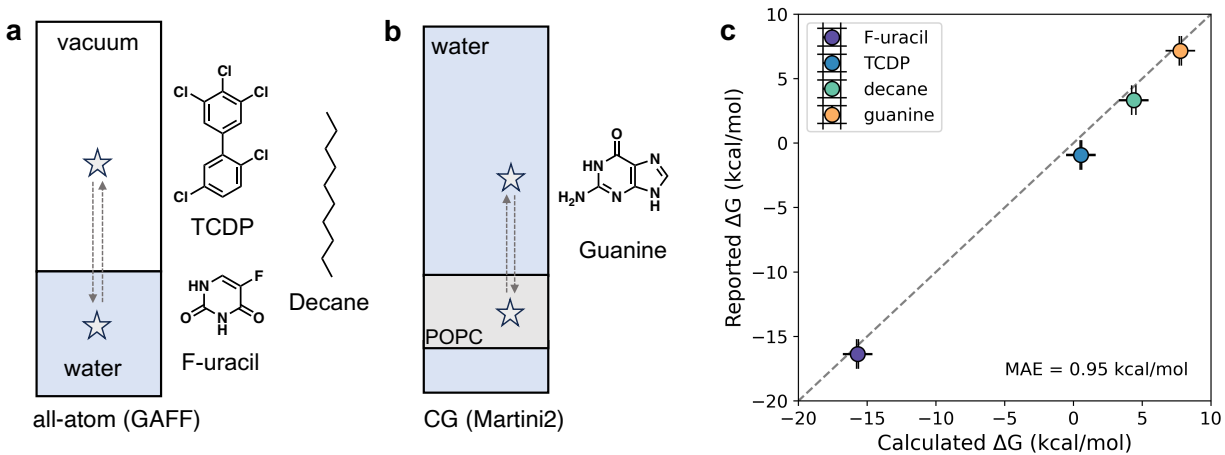 a
vacuum
water
all-atom (GAFF)
Cl
Cl
Cl
Cl
Cl
TCDP
F
HN
O
N
H
O
F-uracil
Decane
b
water
POPC
CG (Martini2)
O
HN
N
H2N
N
N
H
Guanine
c
F-uracil
TCDP
decane
guanine
MAE = 0.95 kcal/mol
Reported ΔG (kcal/mol)
10
5
0
−5
−10
−15
−20
−20
−15
−10
−5
0
5
10
Calculated ΔG (kcal/mol)